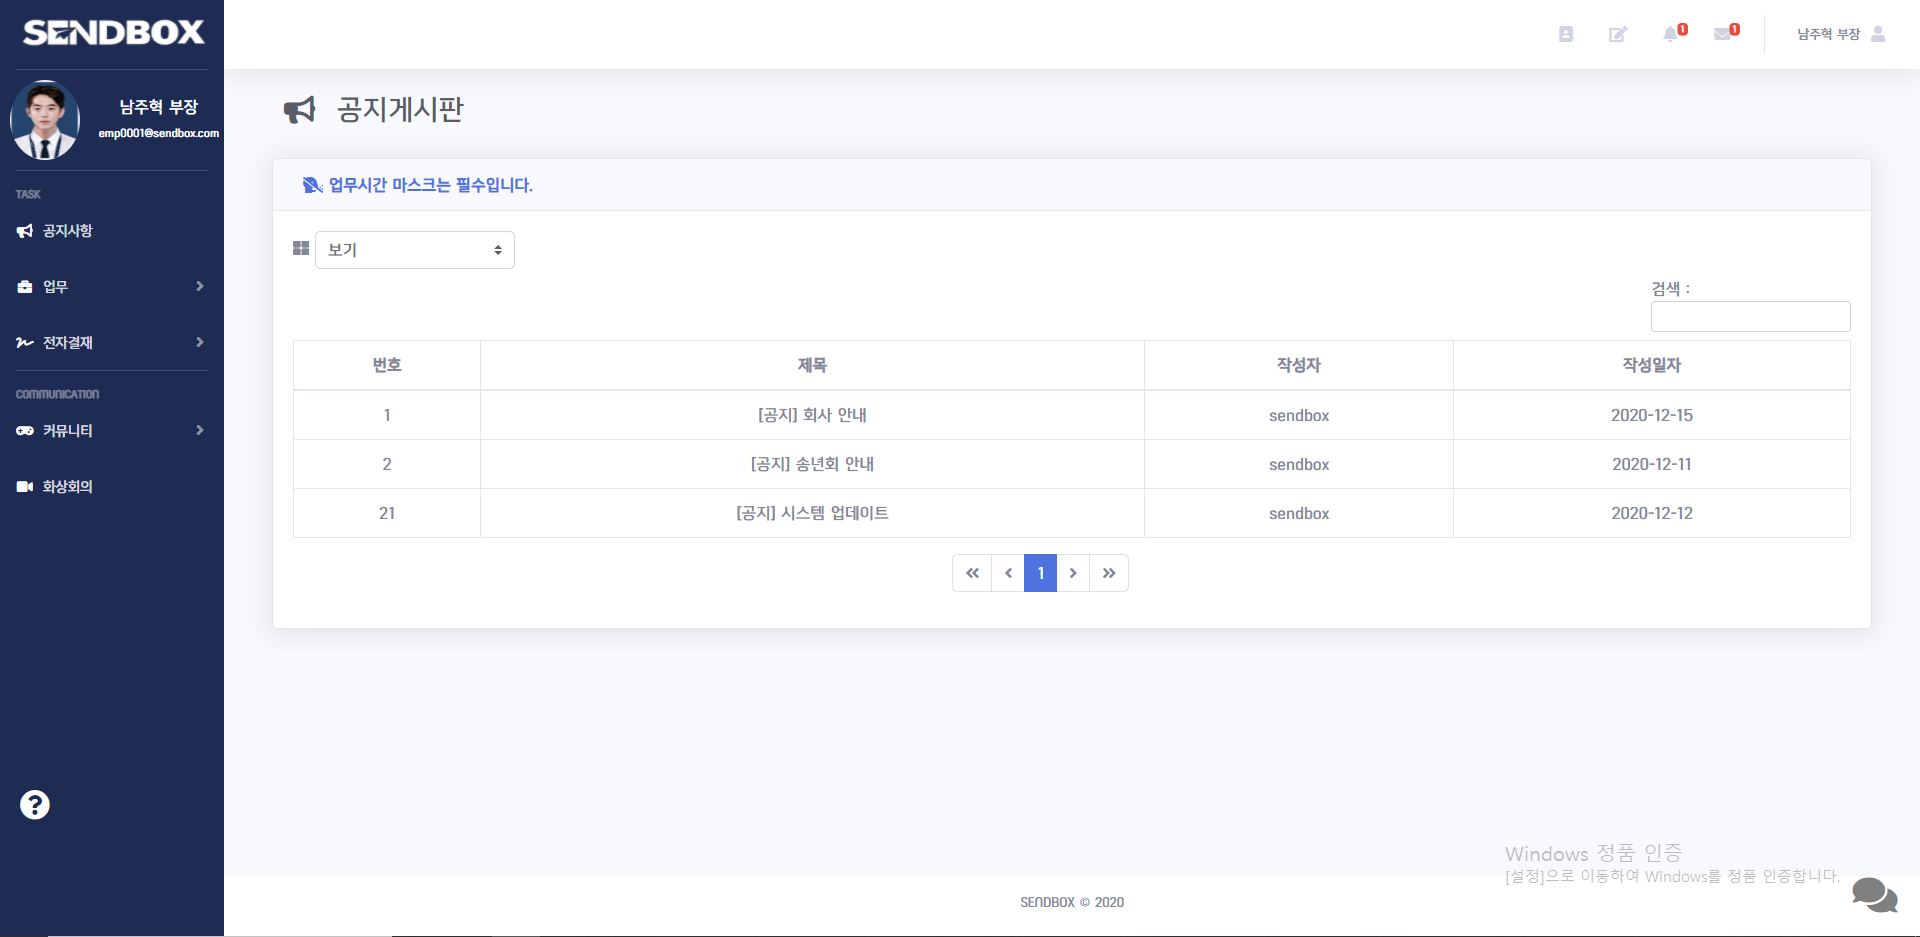 SENDBOX
남주혁 부장
emp0001@sendbox.com
TASK
공지사항
업무
전자결재
COMMUNICATION
커뮤니티
화상회의
1
1
남주혁 부장
공지게시판
업무시간 마스크는 필수입니다.
보기
검색 :
번호 제목 작성자 작성일자
1 [공지] 회사 안내 sendbox 2020-12-15
2 [공지] 송년회 안내 sendbox 2020-12-11
21 [공지] 시스템 업데이트 sendbox 2020-12-12
« ‹ 1 › »
Windows 정품 인증
[설정]으로 이동하여 Windows를 정품 인증합니다.
SENDBOX © 2020